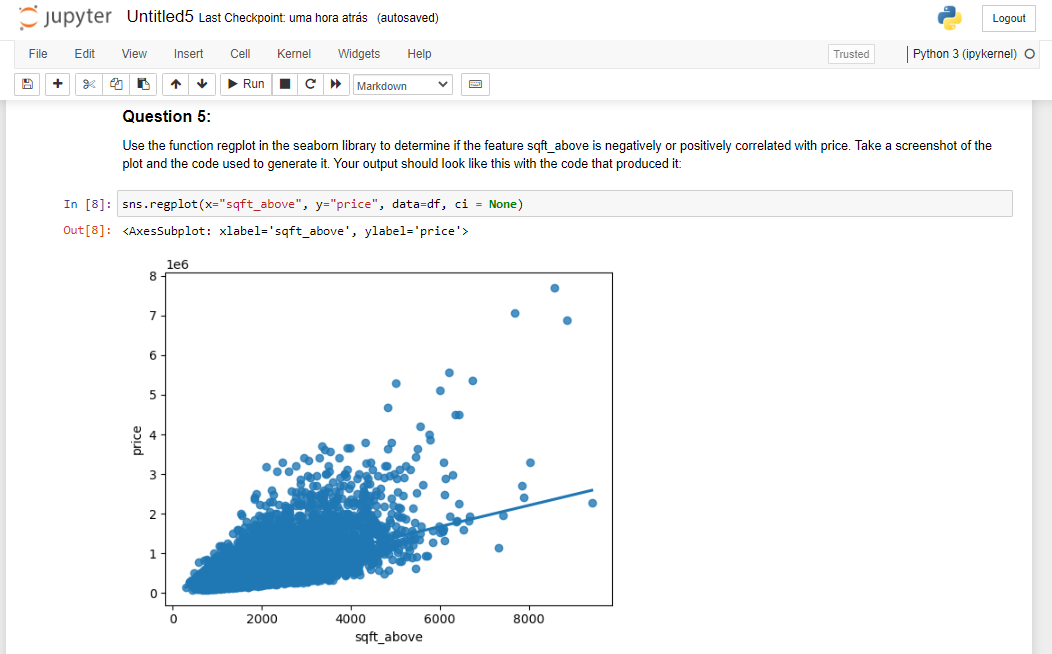 jupyter Untitled5 Last Checkpoint: uma hora atrás (autosaved)
Logout
File Edit View Insert Cell Kernel Widgets Help
Trusted
Python 3 (ipykernel)
Run
Markdown
Question 5:
Use the function regplot in the seaborn library to determine if the feature sqft_above is negatively or positively correlated with price. Take a screenshot of the
plot and the code used to generate it. Your output should look like this with the code that produced it:
In [8]: sns.regplot(x="sqft_above", y="price", data=df, ci = None)
Out[8]: <AxesSubplot: xlabel='sqft_above', ylabel='price'>
1e6
8
7
6
5
4
3
2
1
0
price
0 2000 4000 6000 8000
sqft_above